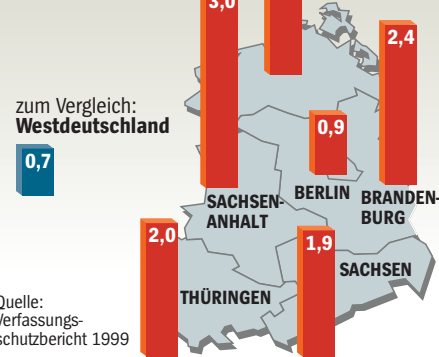 3,0
2,4
zum Vergleich:
Westdeutschland
0,7
0,9
SACHSEN-
ANHALT
BERLIN
BRANDEN-
BURG
2,0
1,9
SACHSEN
THÜRINGEN
Quelle:
Verfassungs-
schutzbericht 1999